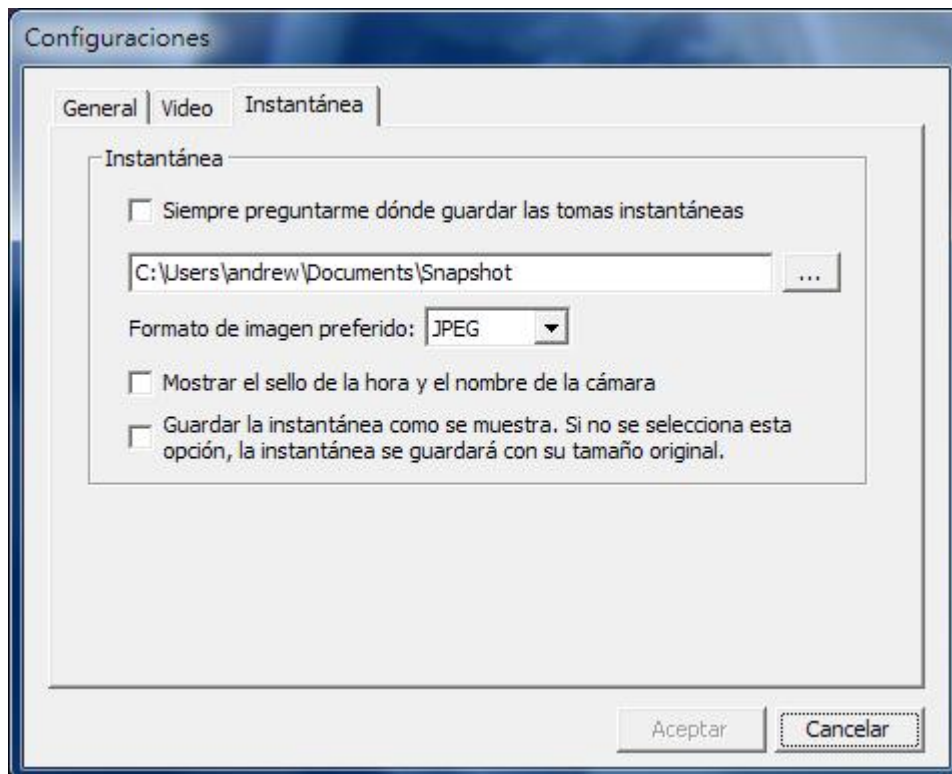 Configuraciones
General
Video
Instantánea
Instantánea
Siempre preguntarme dónde guardar las tomas instantáneas
C:\Users\andrew\Documents\Snapshot
...
Formato de imagen preferido: JPEG
Mostrar el sello de la hora y el nombre de la cámara
Guardar la instantánea como se muestra. Si no se selecciona esta
opción, la instantánea se guardará con su tamaño original.
Aceptar
Cancelar